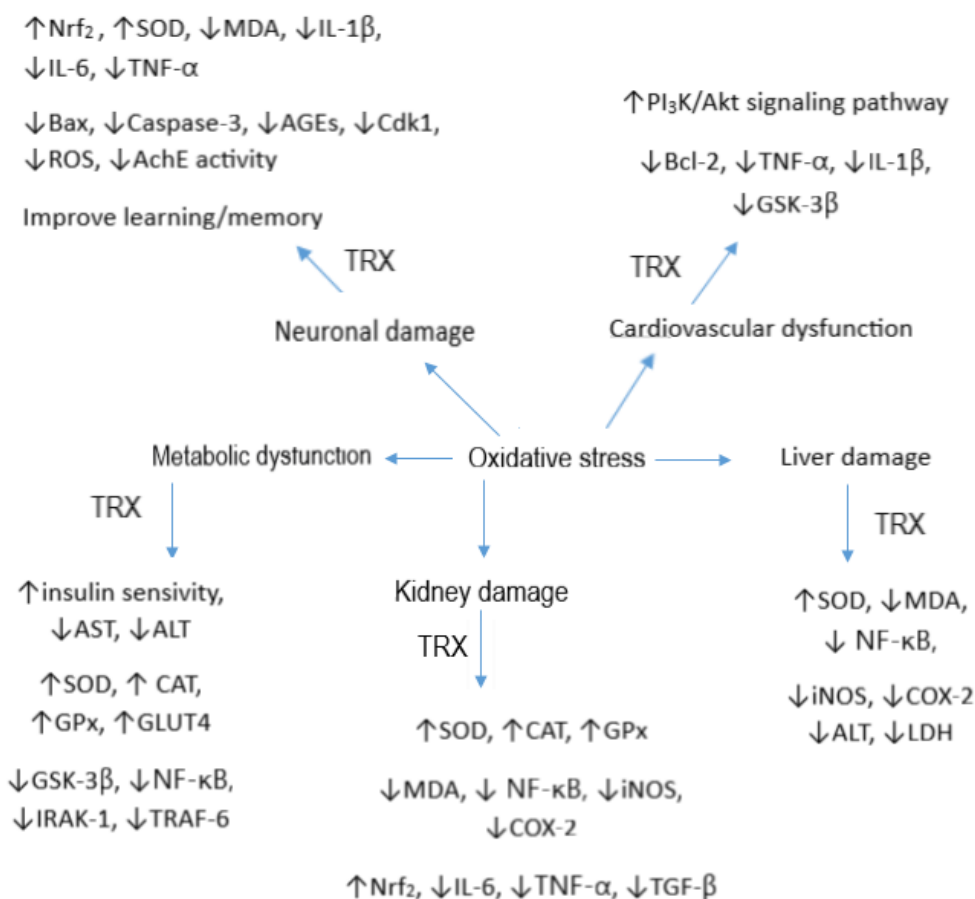 ↑Nrf₂, ↑SOD, ↓MDA, ↓IL-1β,
↓IL-6, ↓TNF-α
↓Bax, ↓Caspase-3, ↓AGEs, ↓Cdk1,
↓ROS, ↓AchE activity
Improve learning/memory
TRX
Neuronal damage
↑PI₃K/Akt signaling pathway
↓Bcl-2, ↓TNF-α, ↓IL-1β,
↓GSK-3β
TRX
Cardiovascular dysfunction
Metabolic dystunction
Oxidative stress
Liver damage
TRX
↑insulin sensivity,
↓AST, ↓ALT
↑SOD, ↑ CAT,
↑GPx, ↑GLUT4
↓GSK-3β, ↓NF-κB,
↓IRAK-1, ↓TRAF-6
Kidney damage
TRX
↑SOD, ↑CAT, ↑GPx
↓MDA, ↓ NF-κB, ↓iNOS,
↓COX-2
↑Nrf₂, ↓IL-6, ↓TNF-α, ↓TGF-β
TRX
↑SOD, ↓MDA,
↓ NF-κB,
↓iNOS, ↓COX-2
↓ALT, ↓LDH